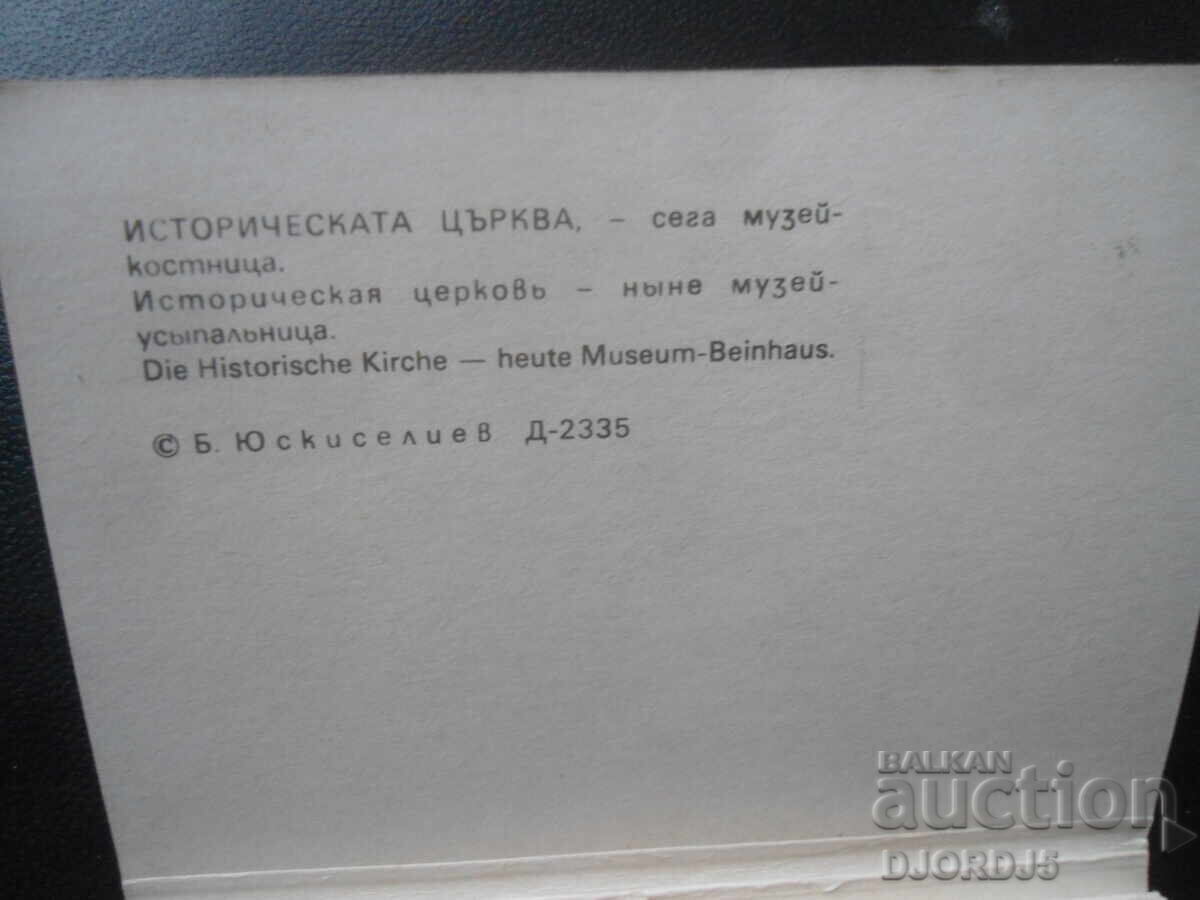 ИСТОРИЧЕСКАТА ЦЪРКВА, – сега музей-
костница.
Историческая церковь – ныне музей-
усыпальница.
Die Historische Kirche — heute Museum-Beinhaus.
© Б. Юскиселиев Д-2335
BALKAN
auction
DJORDJ5